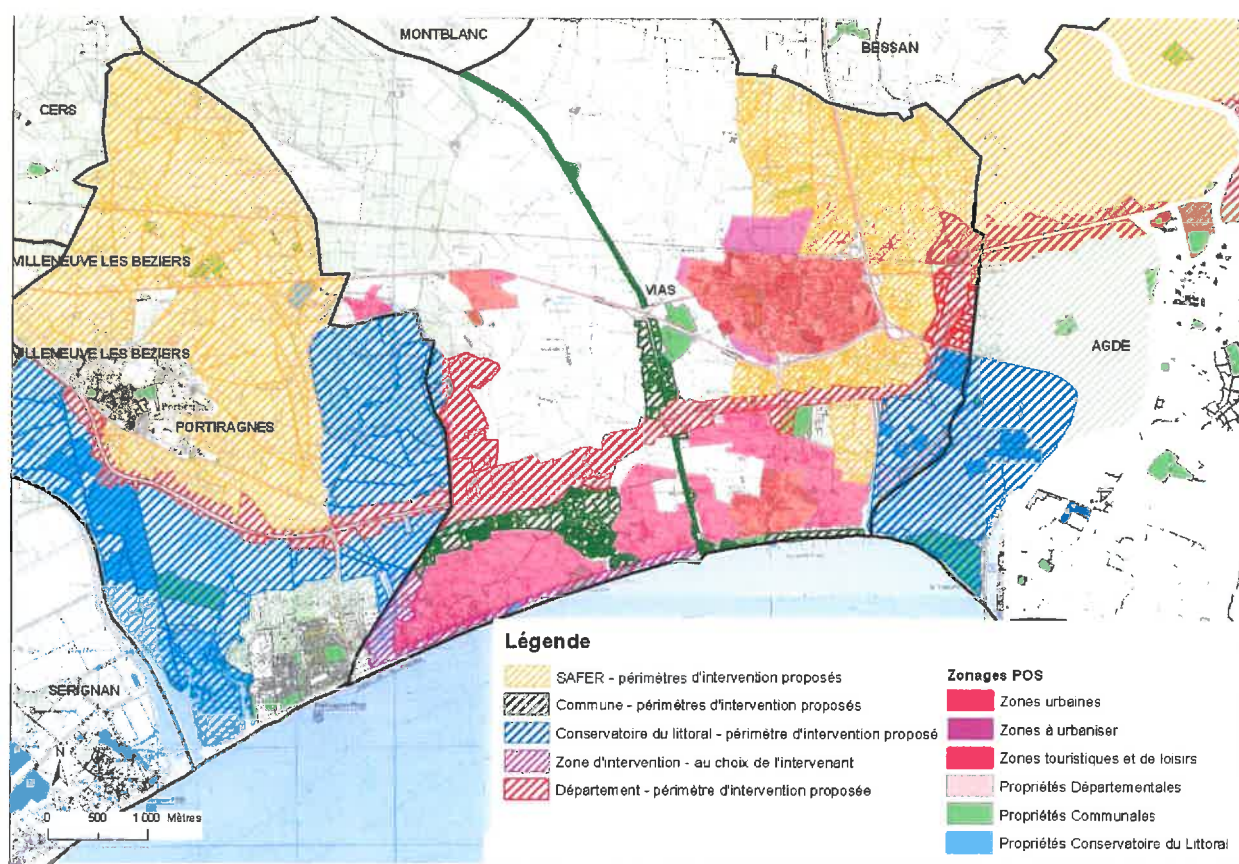 MONTBLANC
BESSAN
CERS
VILLENEUVE LES BEZIERS
VIAS
VILLENEUVE LES BEZIERS
AGDE
PORTIRAGNES
SERIGNAN
N
0 500 1 000 Mètres
Légende
SAFER - périmètres d'intervention proposés
Commune - périmètres d'intervention proposés
Conservatoire du littoral - périmètre d'intervention proposé
Zone d'intervention - au choix de l'intervenant
Département - périmètre d'intervention proposée
Zonages POS
Zones urbaines
Zones à urbaniser
Zones touristiques et de loisirs
Propriétés Départementales
Propriétés Communales
Propriétés Conservatoire du Littoral